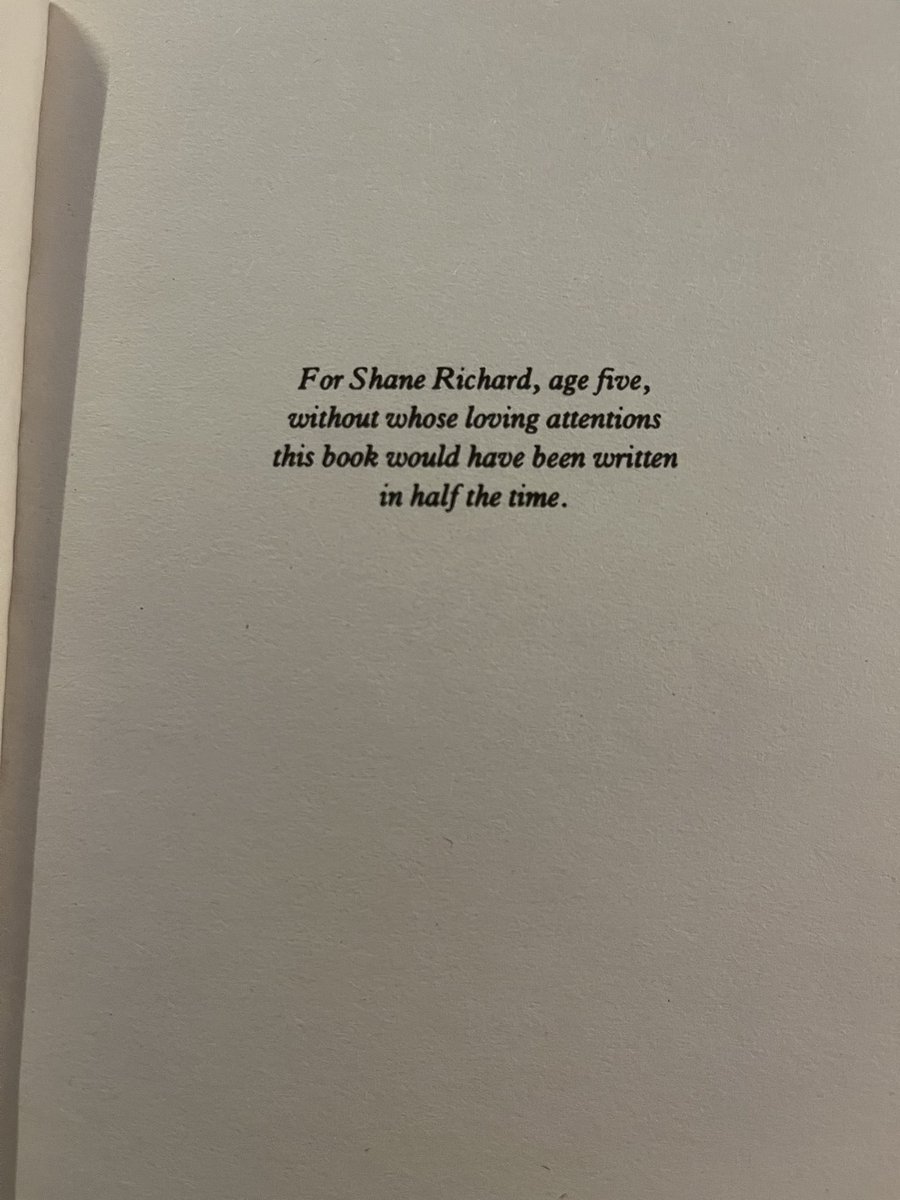 For Shane Richard, age five,
without whose loving attentions
this book would have been written
in half the time.